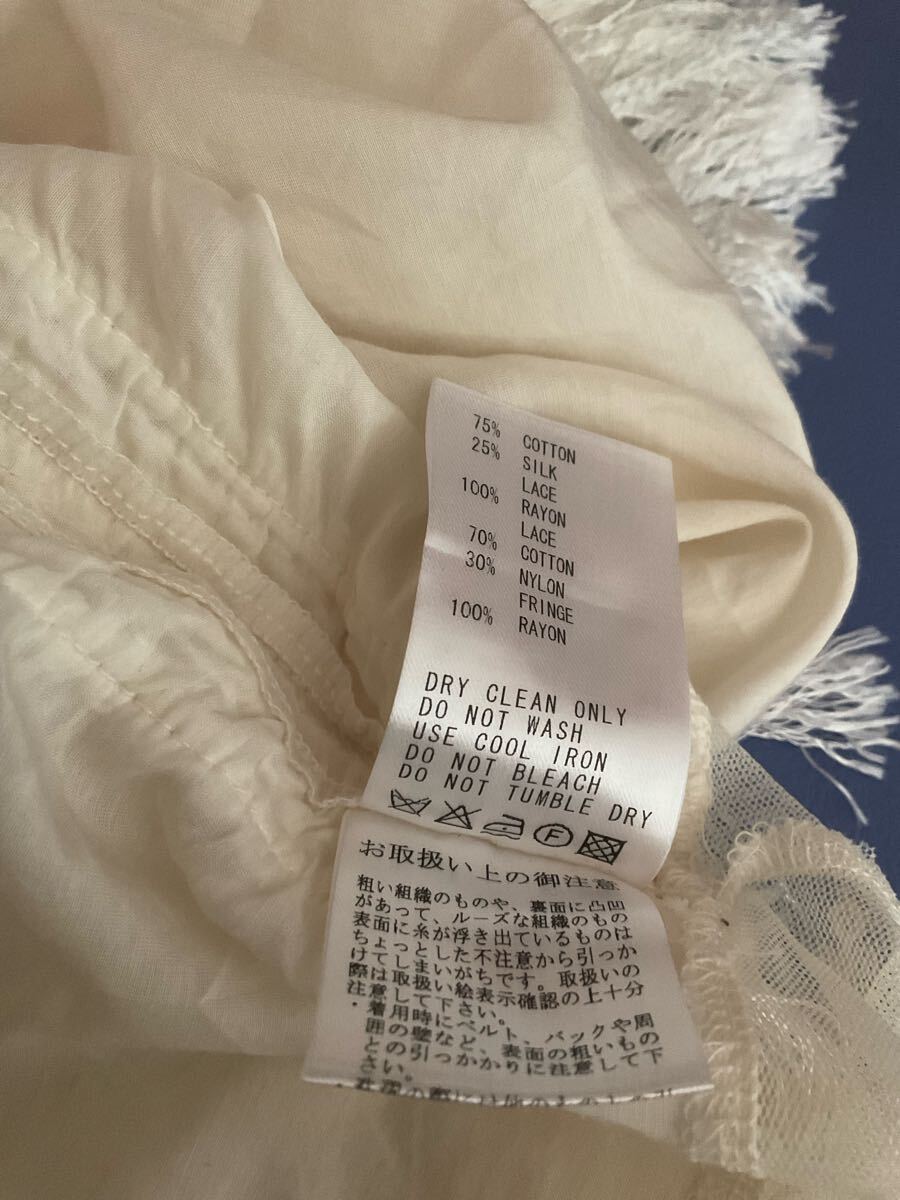 75% COTTON
25% SILK
LACE
100% RAYON
LACE
70% COTTON
30% NYLON
FRINGE
100% RAYON
DRY CLEAN ONLY
DO NOT WASH
USE COOL IRON
DO NOT BLEACH
DO NOT TUMBLE DRY
F
お取扱い上の御注意
粗い組織のものや、裏面に凸凹
があって、ルーズな組織のもの
表面に糸が浮き出ているものは
ちょっとした不注意から引っか
けてしまいがちです。取扱いの
際は取扱い絵表示確認の上十分
注意して下さい。
・着用時にベルト、バックや周
囲の壁など、表面の粗いもの
との引っかかりに注意して下
さい。